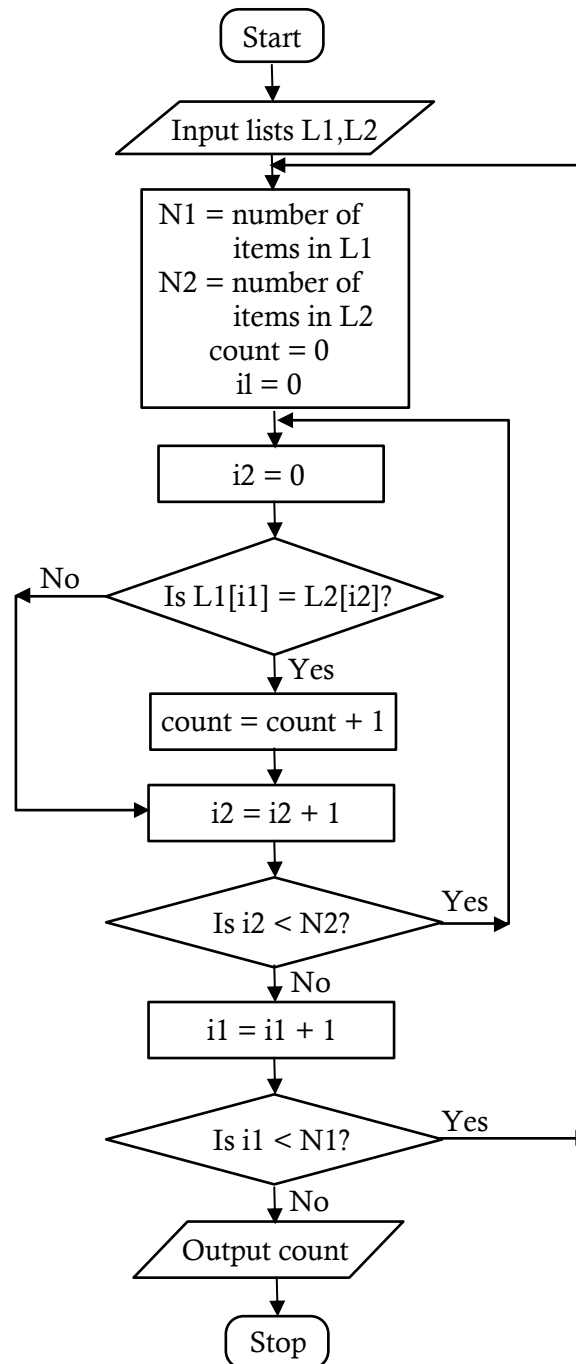 Start
Input lists L1,L2
N1 = number of
items in L1
N2 = number of
items in L2
count = 0
il = 0
i2 = 0
Is L1[i1] = L2[i2]?
No
Yes
count = count + 1
i2 = i2 + 1
Is i2 < N2?
Yes
No
i1 = i1 + 1
Is i1 < N1?
Yes
No
Output count
Stop